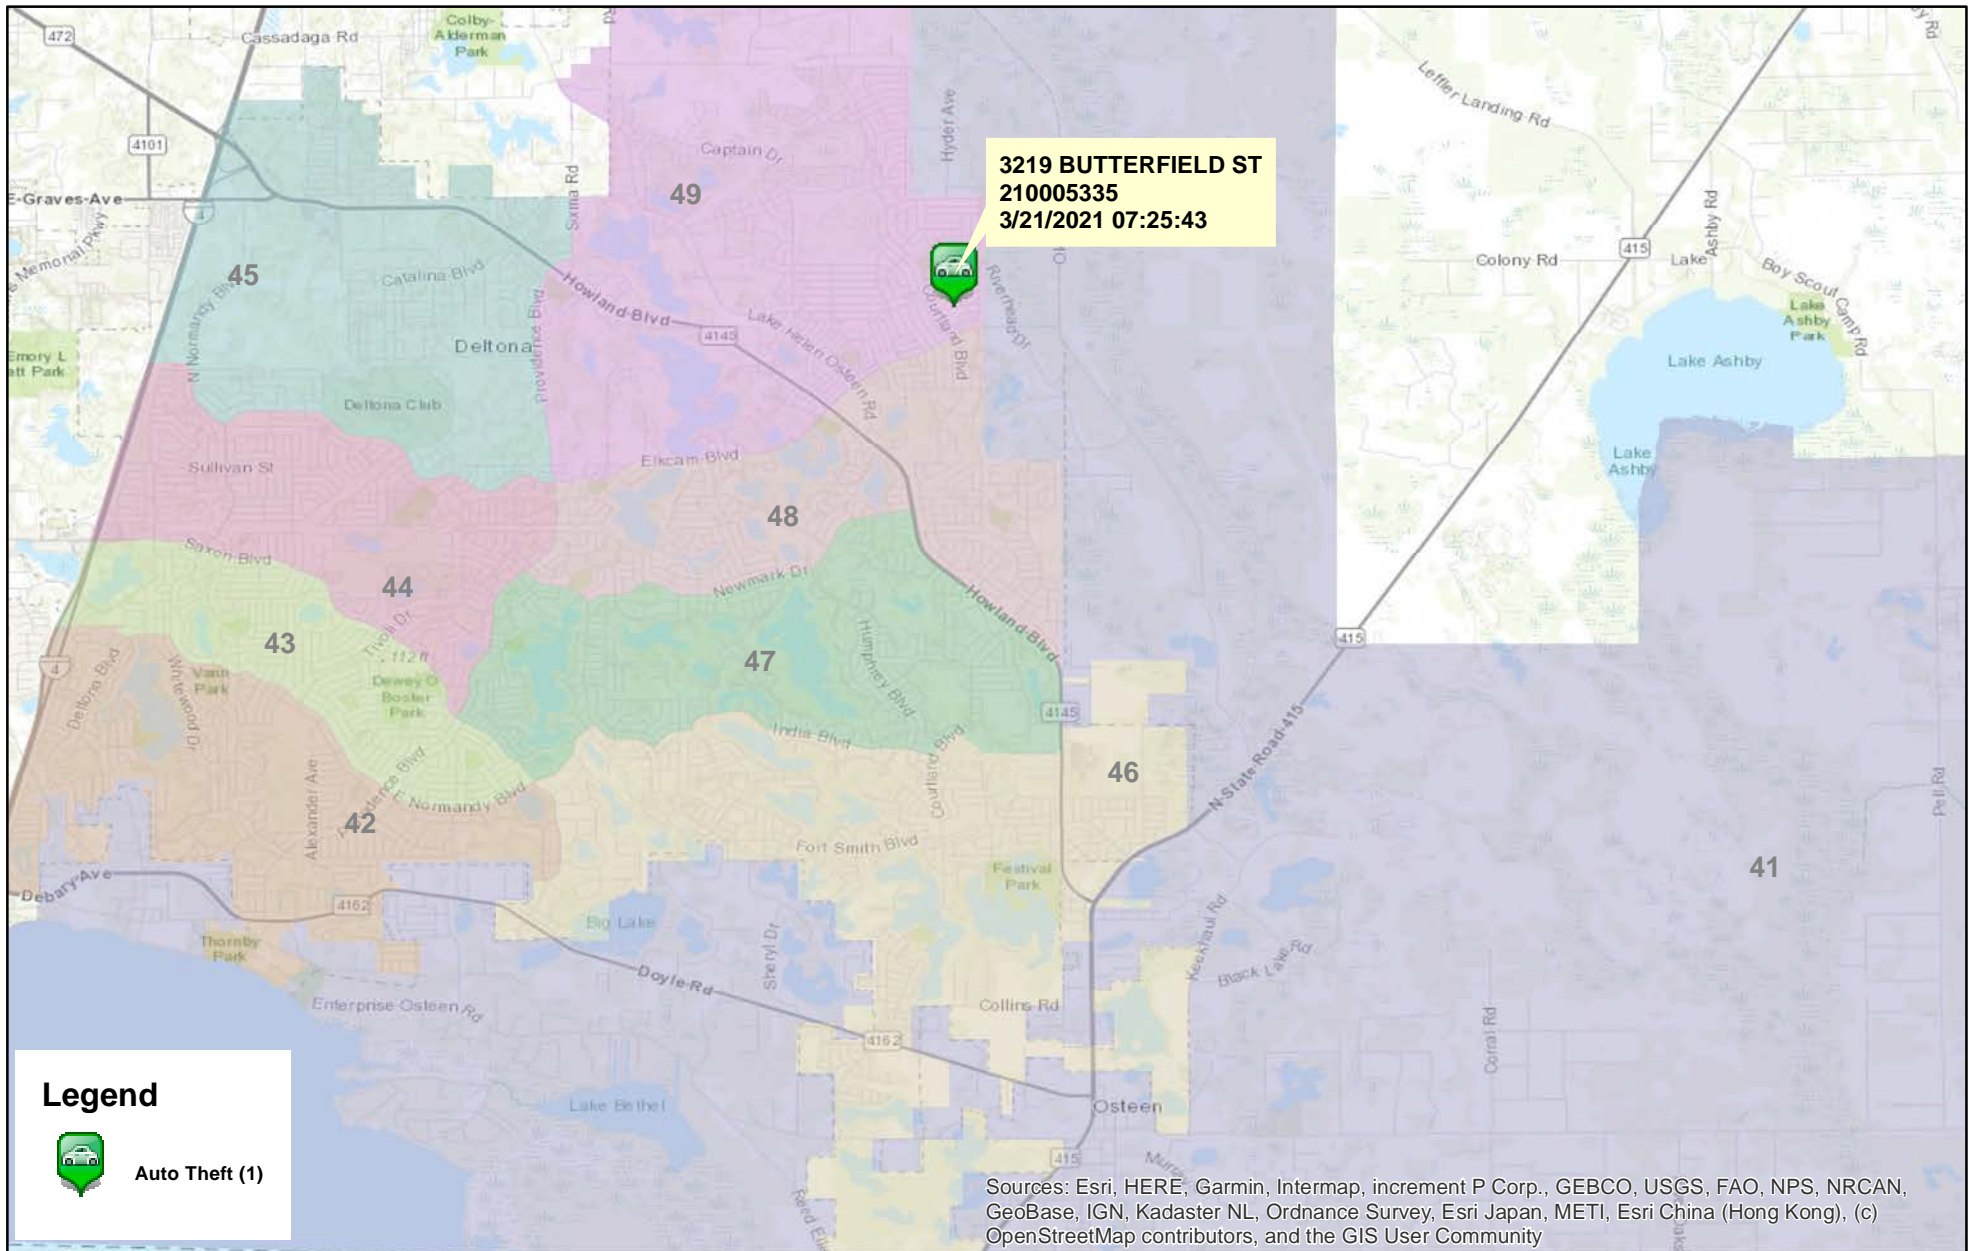 472
Cassadaga Rd
Colby-
Alderman
Park
Rd
Leffler Landing Rd
4101
Captain Dr
Hyder Ave
3219 BUTTERFIELD ST
210005335
3/21/2021 07:25:43
E-Graves-Ave
4
Sixma Rd
49
415
Ashby Rd
Memorial Pkwy
45
Catalina Blvd
Howland Blvd
Colony Rd
Lake
Boy Scout Camp Rd
N Normandy Blvd
Providence Blvd
4145
Lake Helen Osteen Rd
Courtland Blvd
Riverhead Dr
Lake
Ashby
Park
Emory L
Deltona
Lake Ashby
Deltona Club
Sullivan St
Elkcam Blvd
Lake
Ashby
48
Saxon Blvd
44
Newmark Dr
Howland Blvd
415
43
Tivoli Dr
112 ft
47
Humphrey Blvd
4
Deltona Blvd
Whitewood Dr
Vann
Park
Dewey O
Boster
Park
4145
India Blvd
Courtland Blvd
N State Road 415
46
Alexander Ave
E Normandy Blvd
42
Fort Smith Blvd
Pell Rd
Festival
Park
41
Debary Ave
4162
Big Lake
Sheryl Dr
Keekhaul Rd
Black Lake Rd
Thornby
Park
Doyle Rd
Enterprise Osteen Rd
Collins Rd
4162
Corral Rd
Legend
Auto Theft (1)
Lake Bethel
Osteen
415
Sources: Esri, HERE, Garmin, Intermap, increment P Corp., GEBCO, USGS, FAO, NPS, NRCAN,
GeoBase, IGN, Kadaster NL, Ordnance Survey, Esri Japan, METI, Esri China (Hong Kong), (c)
OpenStreetMap contributors, and the GIS User Community